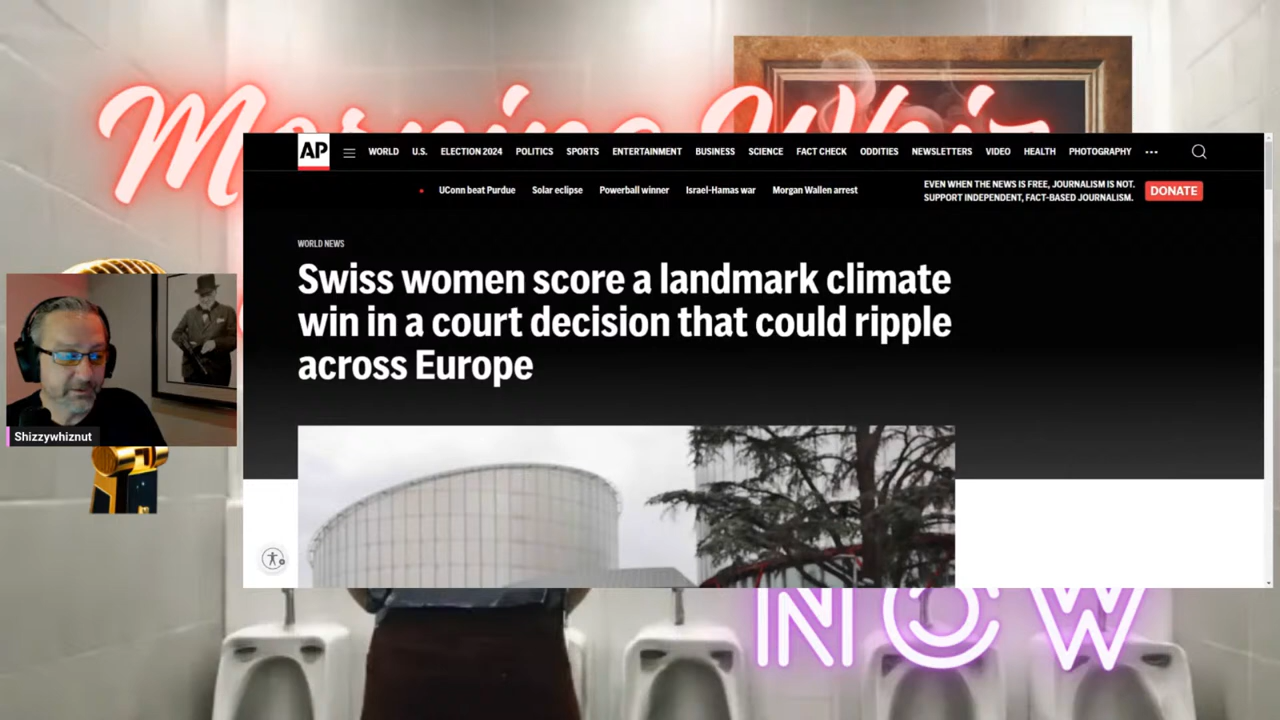 Morning Whiz
AP
WORLD U.S. ELECTION 2024 POLITICS SPORTS ENTERTAINMENT BUSINESS SCIENCE FACT CHECK ODDITIES NEWSLETTERS VIDEO HEALTH PHOTOGRAPHY
UConn beat Purdue Solar eclipse Powerball winner Israel-Hamas war Morgan Wallen arrest
EVEN WHEN THE NEWS IS FREE, JOURNALISM IS NOT.
SUPPORT INDEPENDENT, FACT-BASED JOURNALISM.
DONATE
WORLD NEWS
Swiss women score a landmark climate
win in a court decision that could ripple
across Europe
Shizzywhiznut
NOW